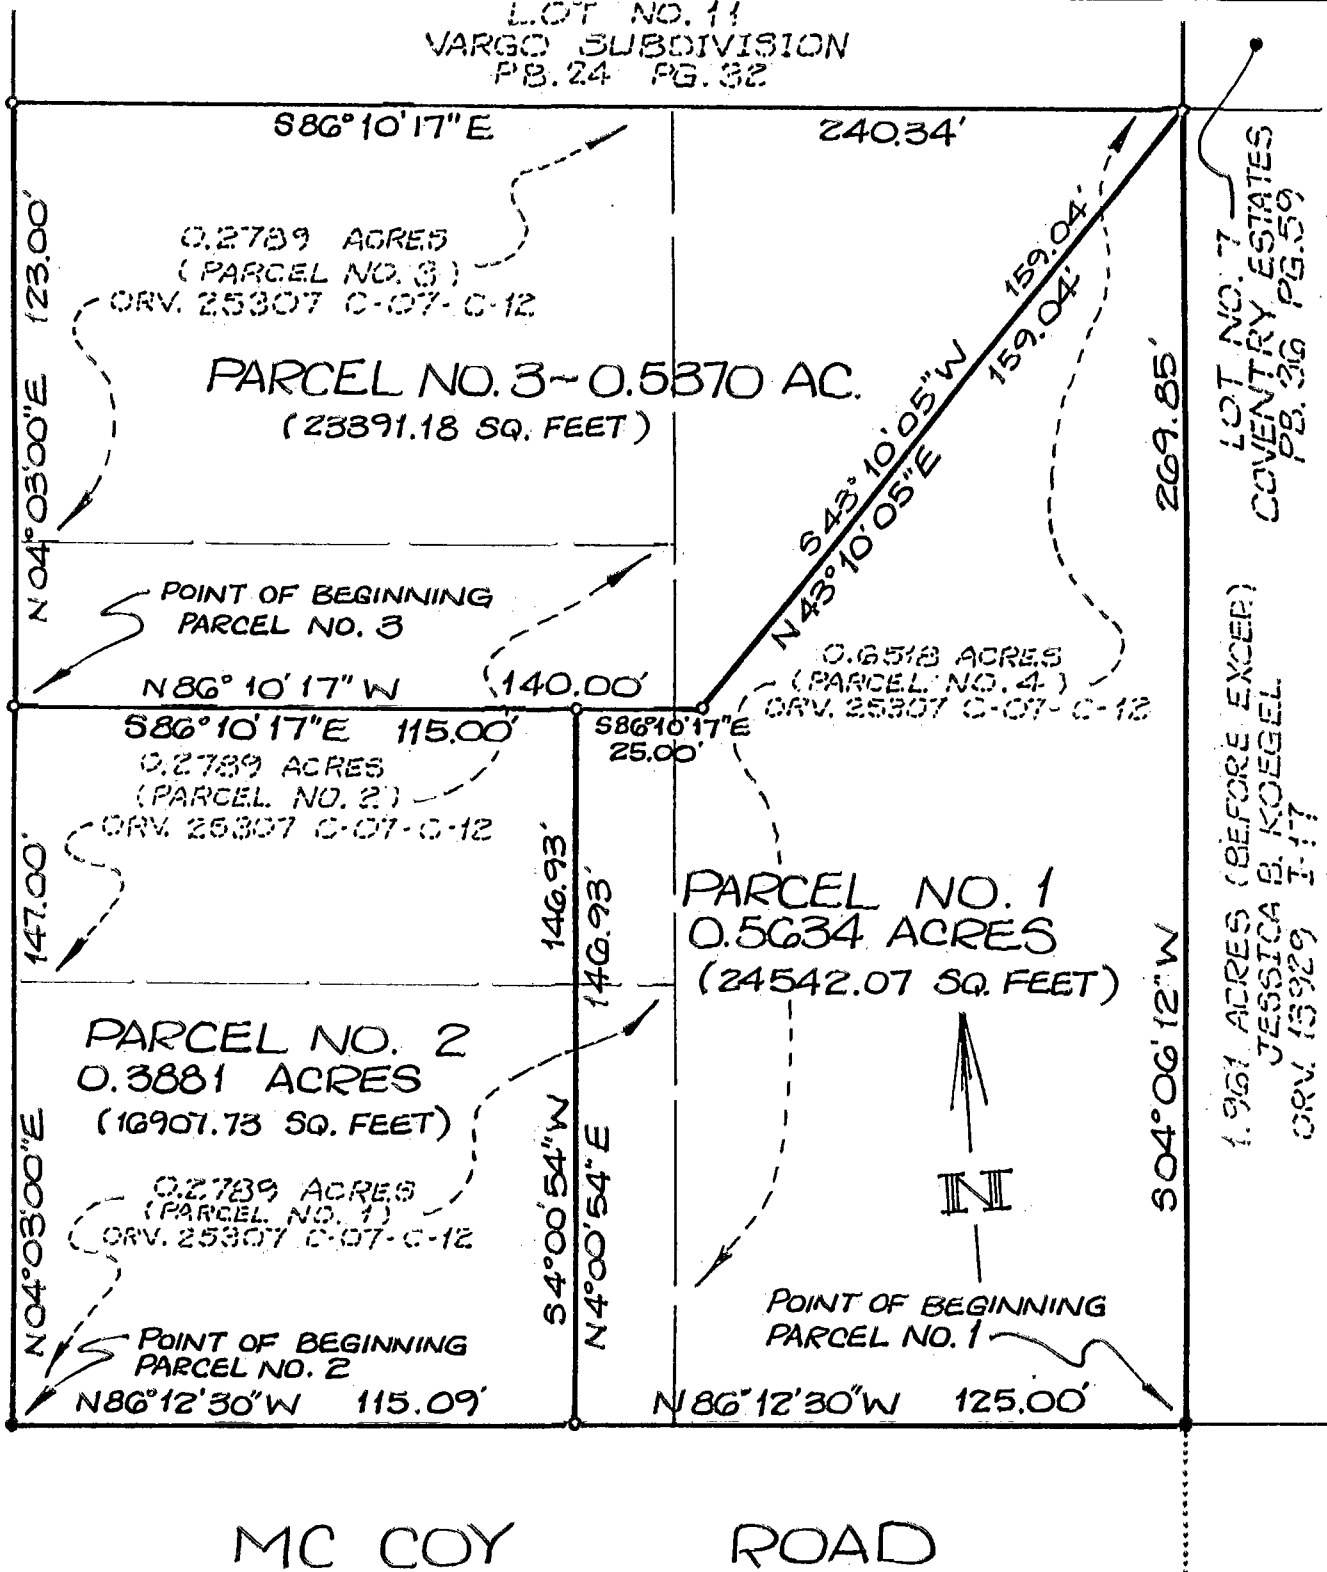 LOT NO. 11
VARGO SUBDIVISION
PB. 24 PG. 32
S86°10'17"E
240.34'
123.00'
N04°03'00"E
0.2789 ACRES
(PARCEL NO. 3)
ORV. 25307 C-07-C-12
PARCEL NO. 3~0.5370 AC.
(23391.18 SQ. FEET)
159.04'
159.04'
S43°10'05"W
N43°10'05"E
269.85'
S04°06'12"W
LOT NO. 7
COVENTRY ESTATES
PB. 36 PG. 59
POINT OF BEGINNING
PARCEL NO. 3
N86°10'17"W 140.00'
S86°10'17"E 115.00'
S86°10'17"E
25.00'
0.6518 ACRES
(PARCEL NO. 4)
ORV. 25307 C-07-C-12
0.2789 ACRES
(PARCEL NO. 2)
ORV. 25307 C-07-C-12
147.00'
N04°03'00"E
146.93'
146.93'
S4°00'54"W
N4°00'54"E
PARCEL NO. 1
0.5634 ACRES
(24542.07 SQ. FEET)
1.961 ACRES (BEFORE EXCEP.)
JESSICA B. KOEGEL
ORV. 13929 I-17
PARCEL NO. 2
0.3881 ACRES
(16907.73 SQ. FEET)
0.2789 ACRES
(PARCEL NO. 1)
ORV. 25307 C-07-C-12
N
POINT OF BEGINNING
PARCEL NO. 1
POINT OF BEGINNING
PARCEL NO. 2
N86°12'30"W 115.09'
N86°12'30"W 125.00'
MC COY ROAD